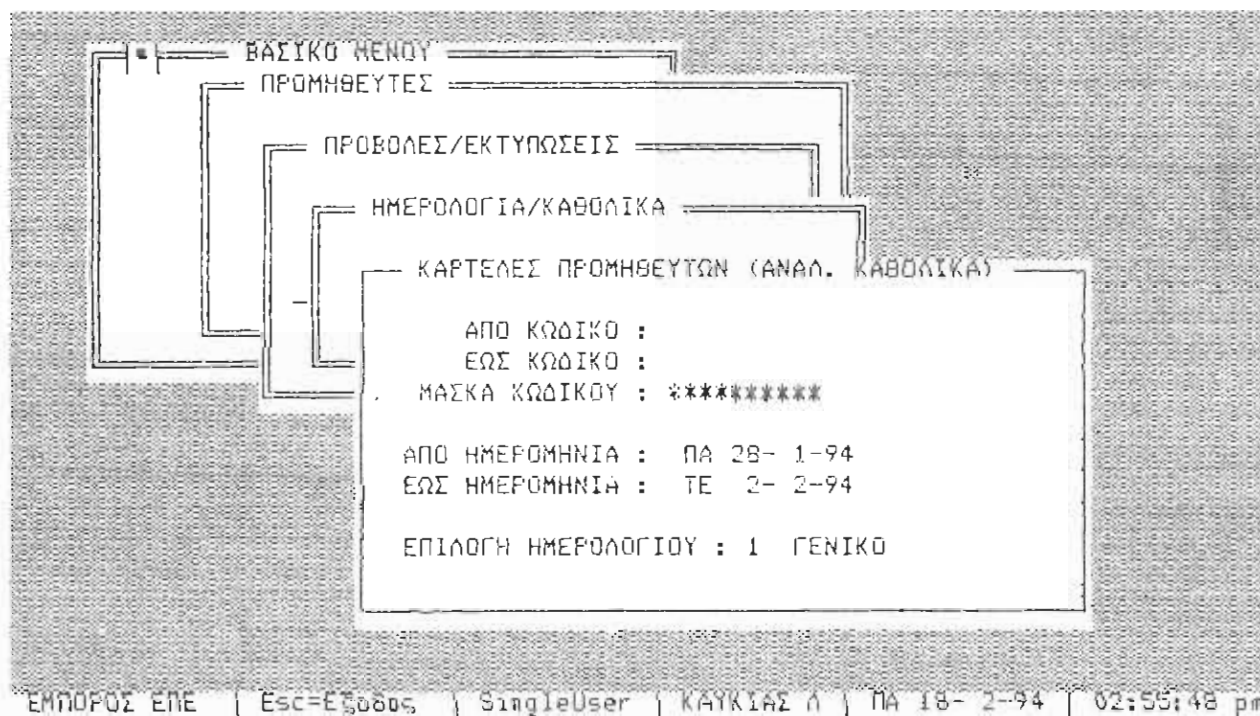 ΒΑΣΙΚΟ ΜΕΝΟΥ
ΠΡΟΜΗΘΕΥΤΕΣ
ΠΡΟΒΟΛΕΣ/ΕΚΤΥΠΩΣΕΙΣ
ΗΜΕΡΟΛΟΓΙΑ/ΚΑΘΟΛΙΚΑ
ΚΑΡΤΕΛΕΣ ΠΡΟΜΗΘΕΥΤΩΝ (ΑΝΑΛ. ΚΑΘΟΛΙΚΑ)
ΑΠΟ ΚΩΔΙΚΟ :
ΕΩΣ ΚΩΔΙΚΟ :
ΜΑΣΚΑ ΚΩΔΙΚΟΥ : **********
ΑΠΟ ΗΜΕΡΟΜΗΝΙΑ : ΠΑ 28- 1-94
ΕΩΣ ΗΜΕΡΟΜΗΝΙΑ : ΤΕ 2- 2-94
ΕΠΙΛΟΓΗ ΗΜΕΡΟΛΟΓΙΟΥ : 1 ΓΕΝΙΚΟ
ΕΜΠΟΡΟΣ ΕΠΕ | Esc=Εξοδος | SingleUser | ΚΑΥΚΙΑΣ Λ | ΠΑ 18- 2-94 | 02:55:48 pm